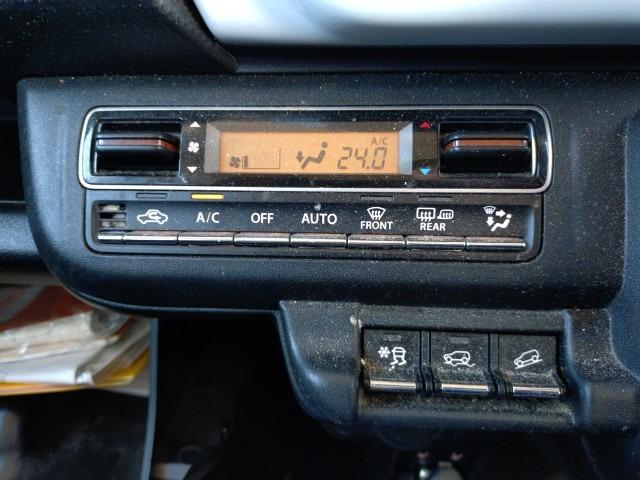 A/C
24.0
A/C
OFF
AUTO
FRONT
REAR